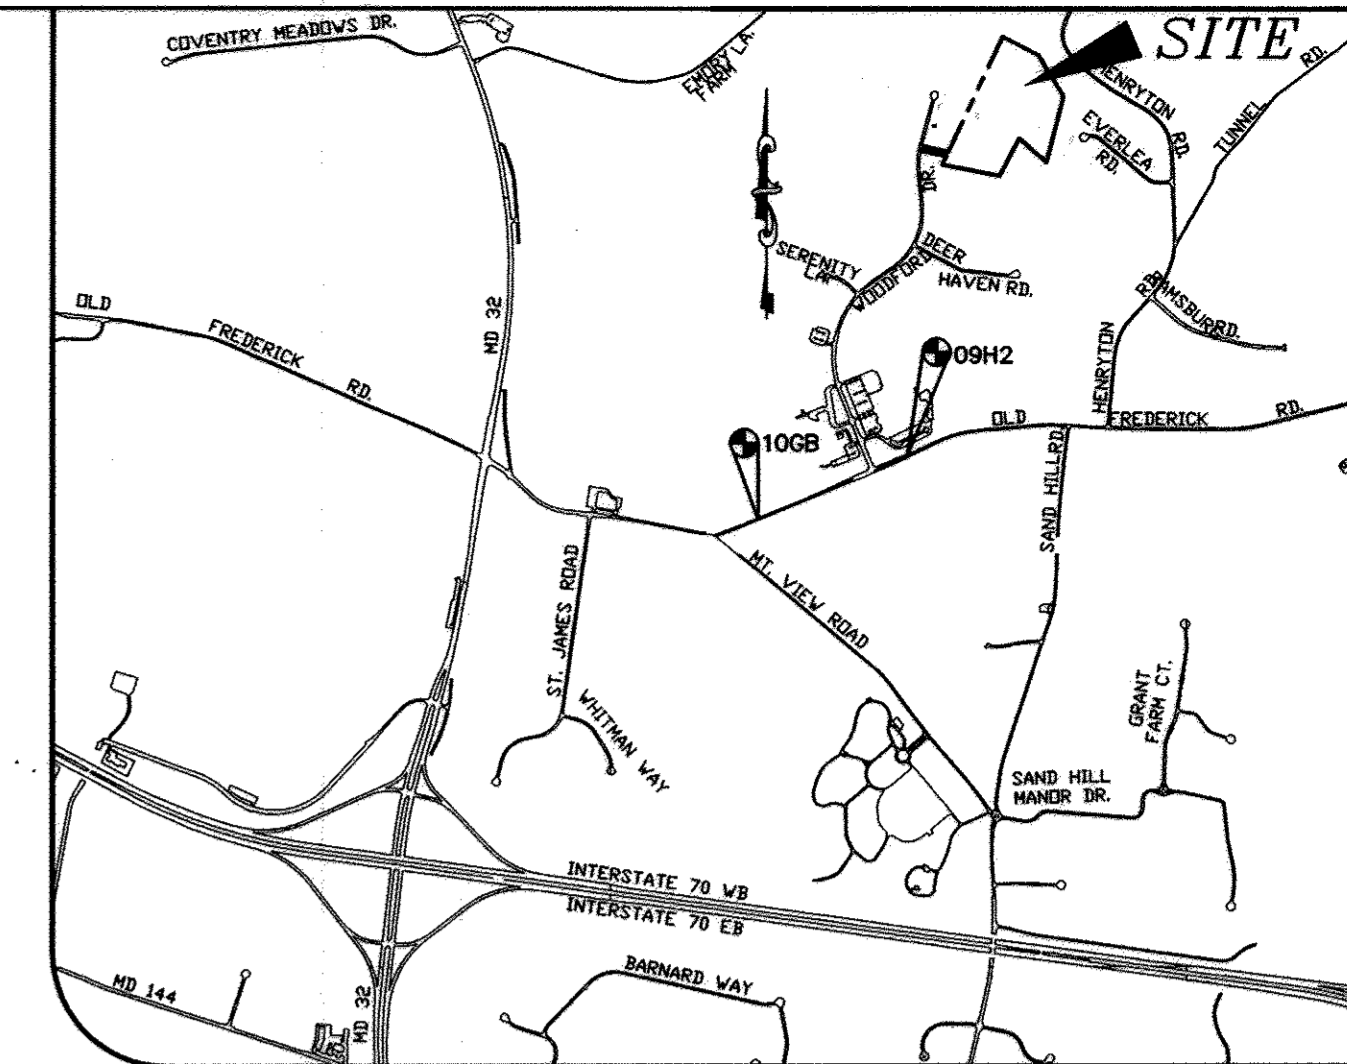 COVENTRY MEADOWS DR.
EMORY LA.
FARM
SITE
HENRYTON
RD.
TUNNEL
RD.
EVERLEA
RD.
DR.
WOODFORD
SERENITY
DEER
HAVEN RD.
OLD
FREDERICK
RD.
MD 32
RD.
HENRYTON
RD.
09H2
10GB
OLD
FREDERICK
RD.
SAND HILL RD.
ST. JAMES ROAD
MT. VIEW ROAD
WHITMAN WAY
GRANT
FARM CT.
SAND HILL
MANOR DR.
INTERSTATE 70 WB
INTERSTATE 70 EB
BARNARD WAY
MD 144
MD 32